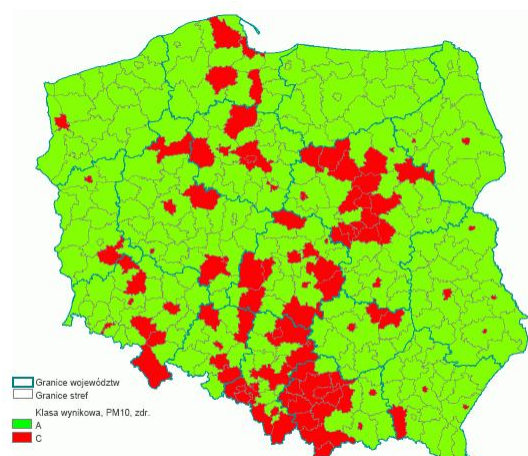 Granice województw
Granice stref
Klasa wynikowa, PM10, zdr.
A
C